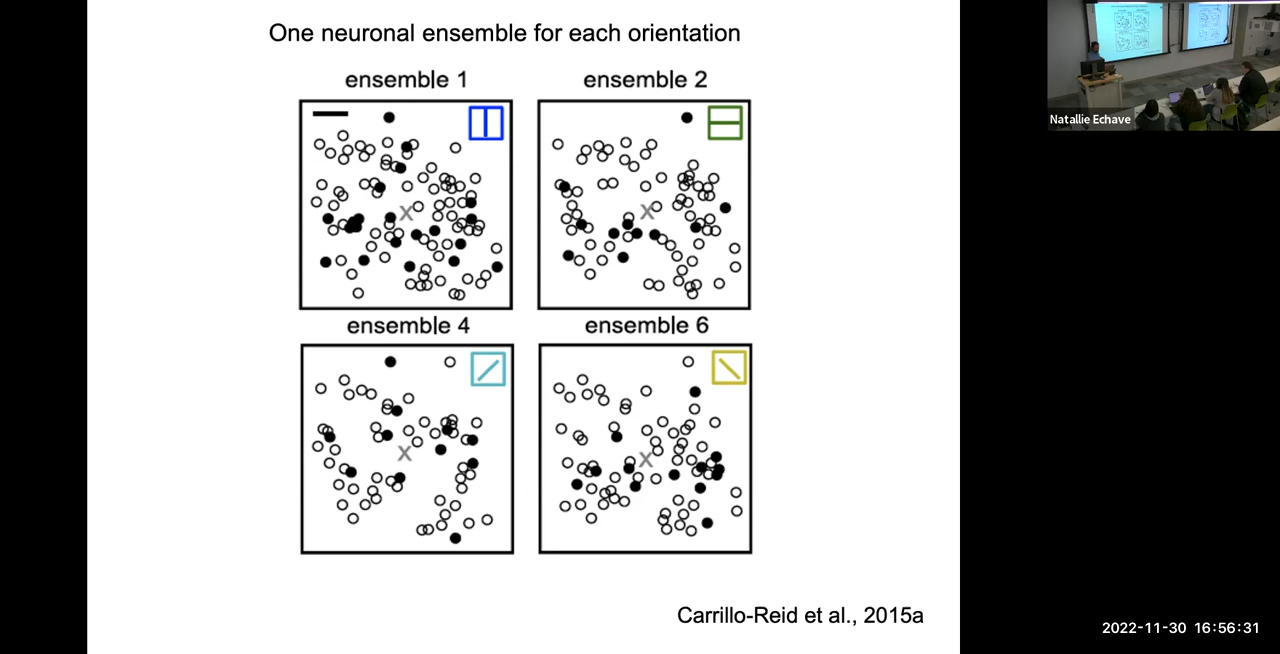 One neuronal ensemble for each orientation
ensemble 1
ensemble 2
X
X
ensemble 4
ensemble 6
X
X
Carrillo-Reid et al., 2015a
Natallie Echave
2022-11-30 16:56:31